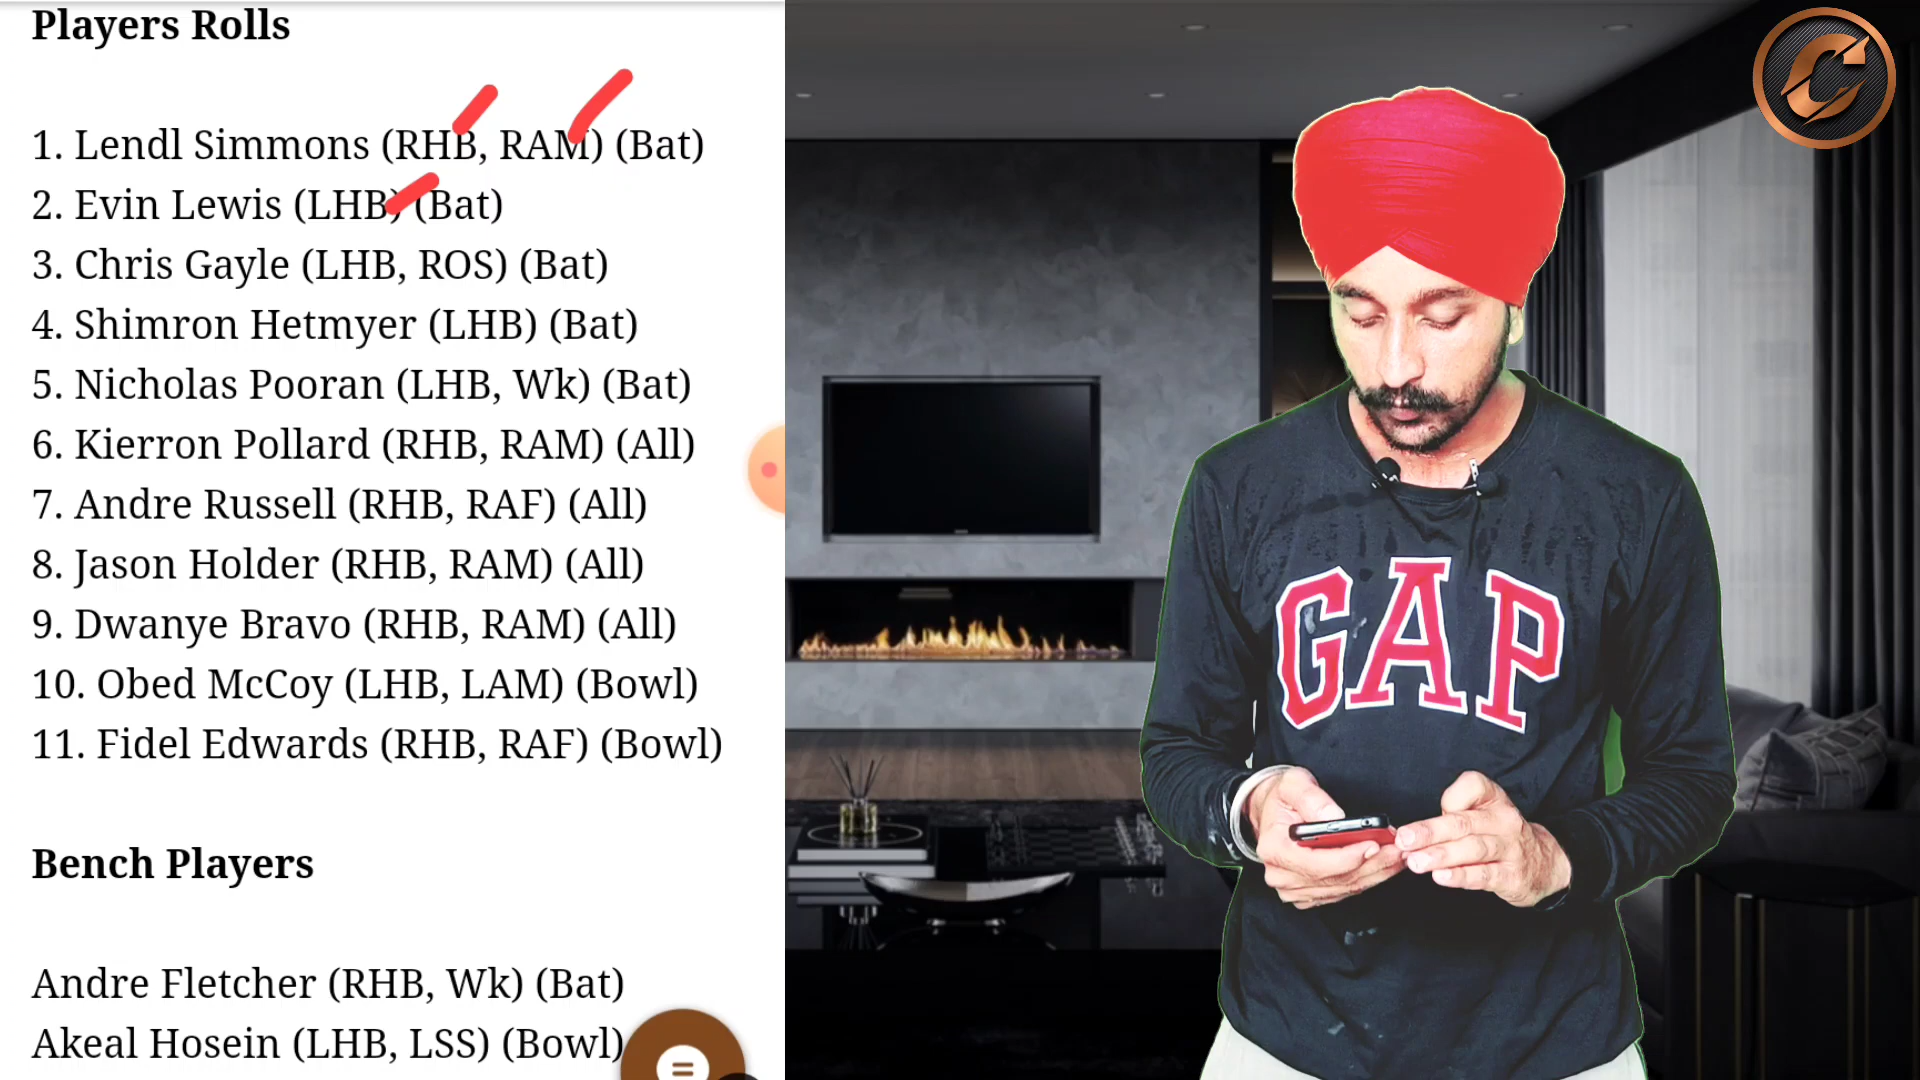 Players Rolls
1. Lendl Simmons (RHB, RAM) (Bat)
2. Evin Lewis (LHB) (Bat)
3. Chris Gayle (LHB, ROS) (Bat)
4. Shimron Hetmyer (LHB) (Bat)
5. Nicholas Pooran (LHB, Wk) (Bat)
6. Kierron Pollard (RHB, RAM) (All)
7. Andre Russell (RHB, RAF) (All)
8. Jason Holder (RHB, RAM) (All)
9. Dwanye Bravo (RHB, RAM) (All)
10. Obed McCoy (LHB, LAM) (Bowl)
11. Fidel Edwards (RHB, RAF) (Bowl)
Bench Players
Andre Fletcher (RHB, Wk) (Bat)
Akeal Hosein (LHB, LSS) (Bowl)
GAP
C